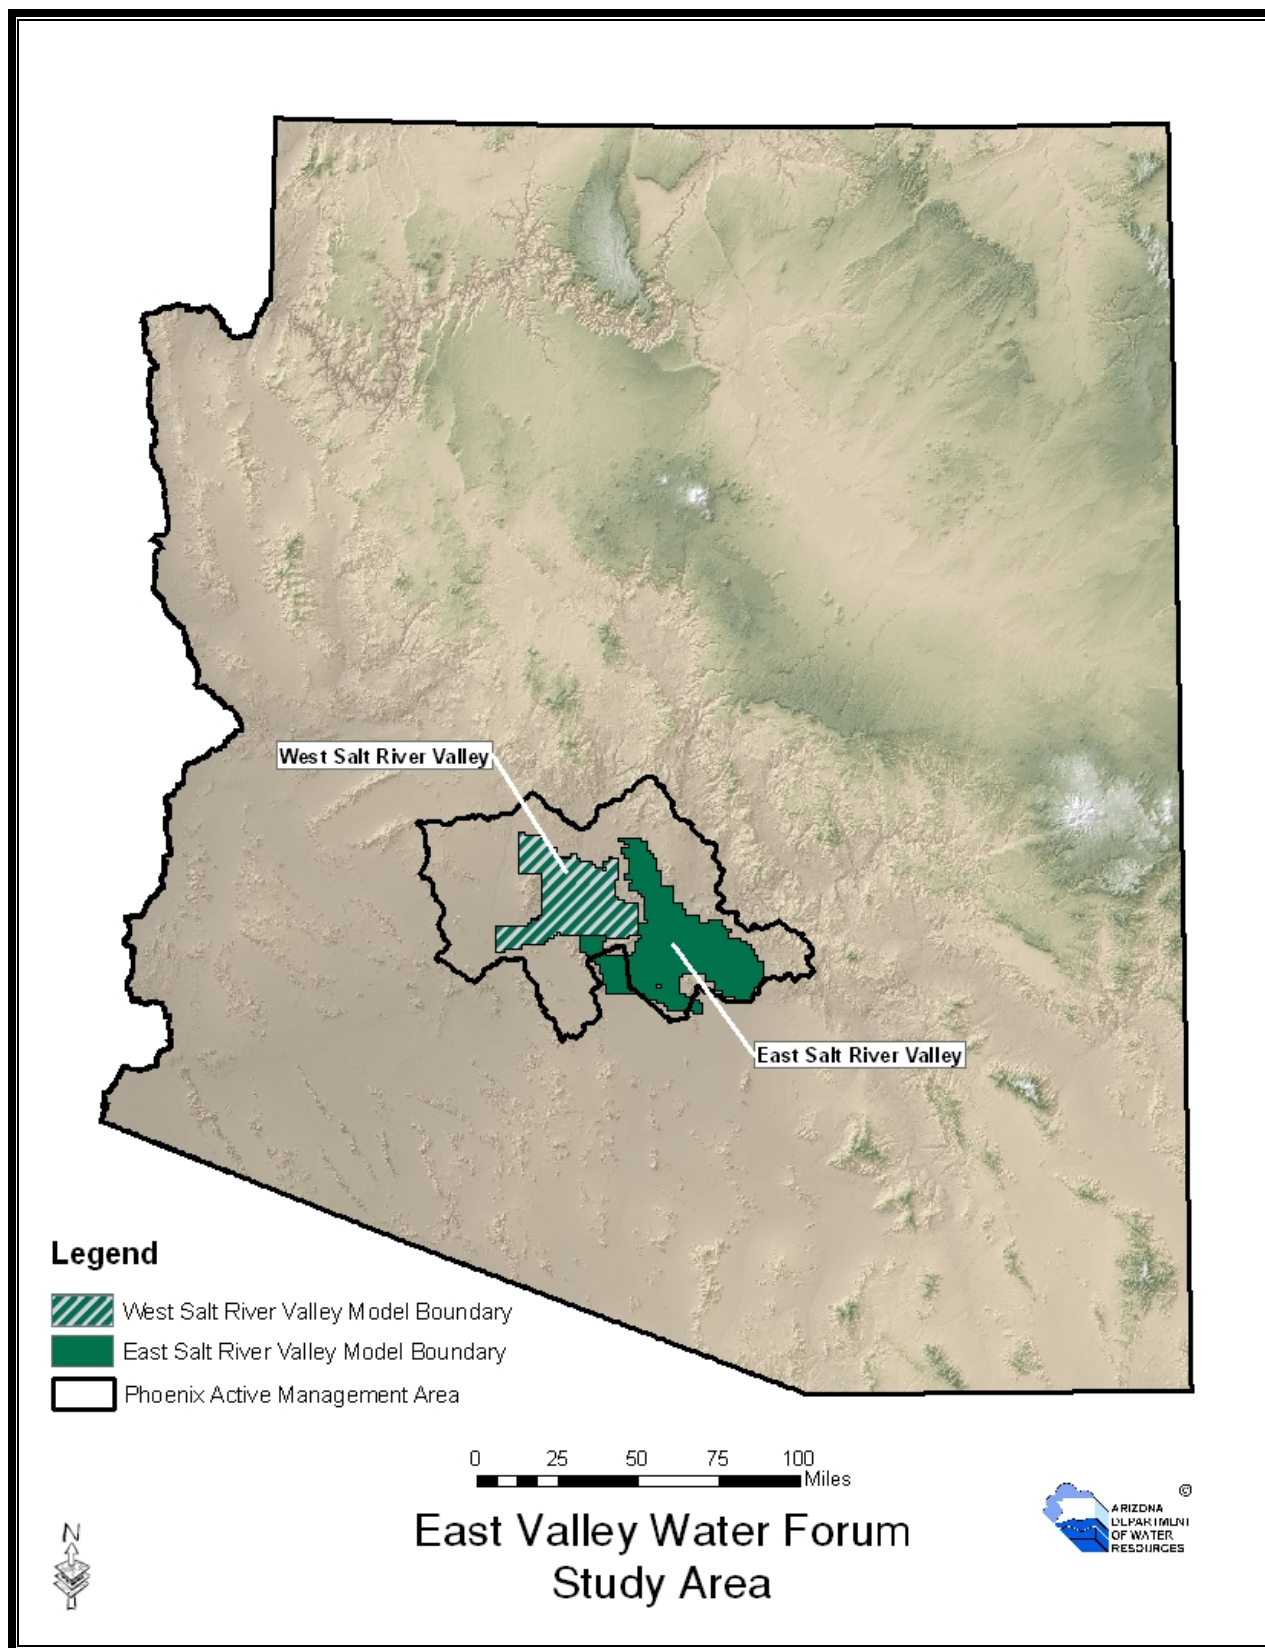 West Salt River Valley
East Salt River Valley
Legend
West Salt River Valley Model Boundary
East Salt River Valley Model Boundary
Phoenix Active Management Area
0 25 50 75 100
Miles
East Valley Water Forum
Study Area
N
©
ARIZONA
DEPARTMENT
OF WATER
RESOURCES